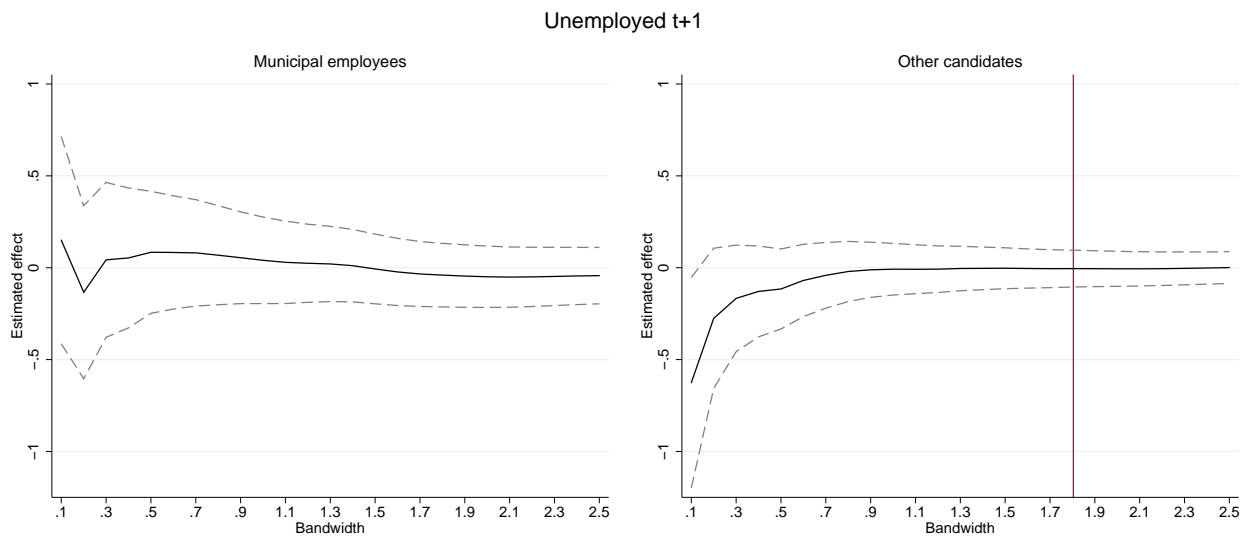 Unemployed t+1
Municipal employees
1
.5
0
−.5
−1
Estimated effect
.1 .3 .5 .7 .9 1.1 1.3 1.5 1.7 1.9 2.1 2.3 2.5
Bandwidth
Other candidates
1
.5
0
−.5
−1
Estimated effect
.1 .3 .5 .7 .9 1.1 1.3 1.5 1.7 1.9 2.1 2.3 2.5
Bandwidth